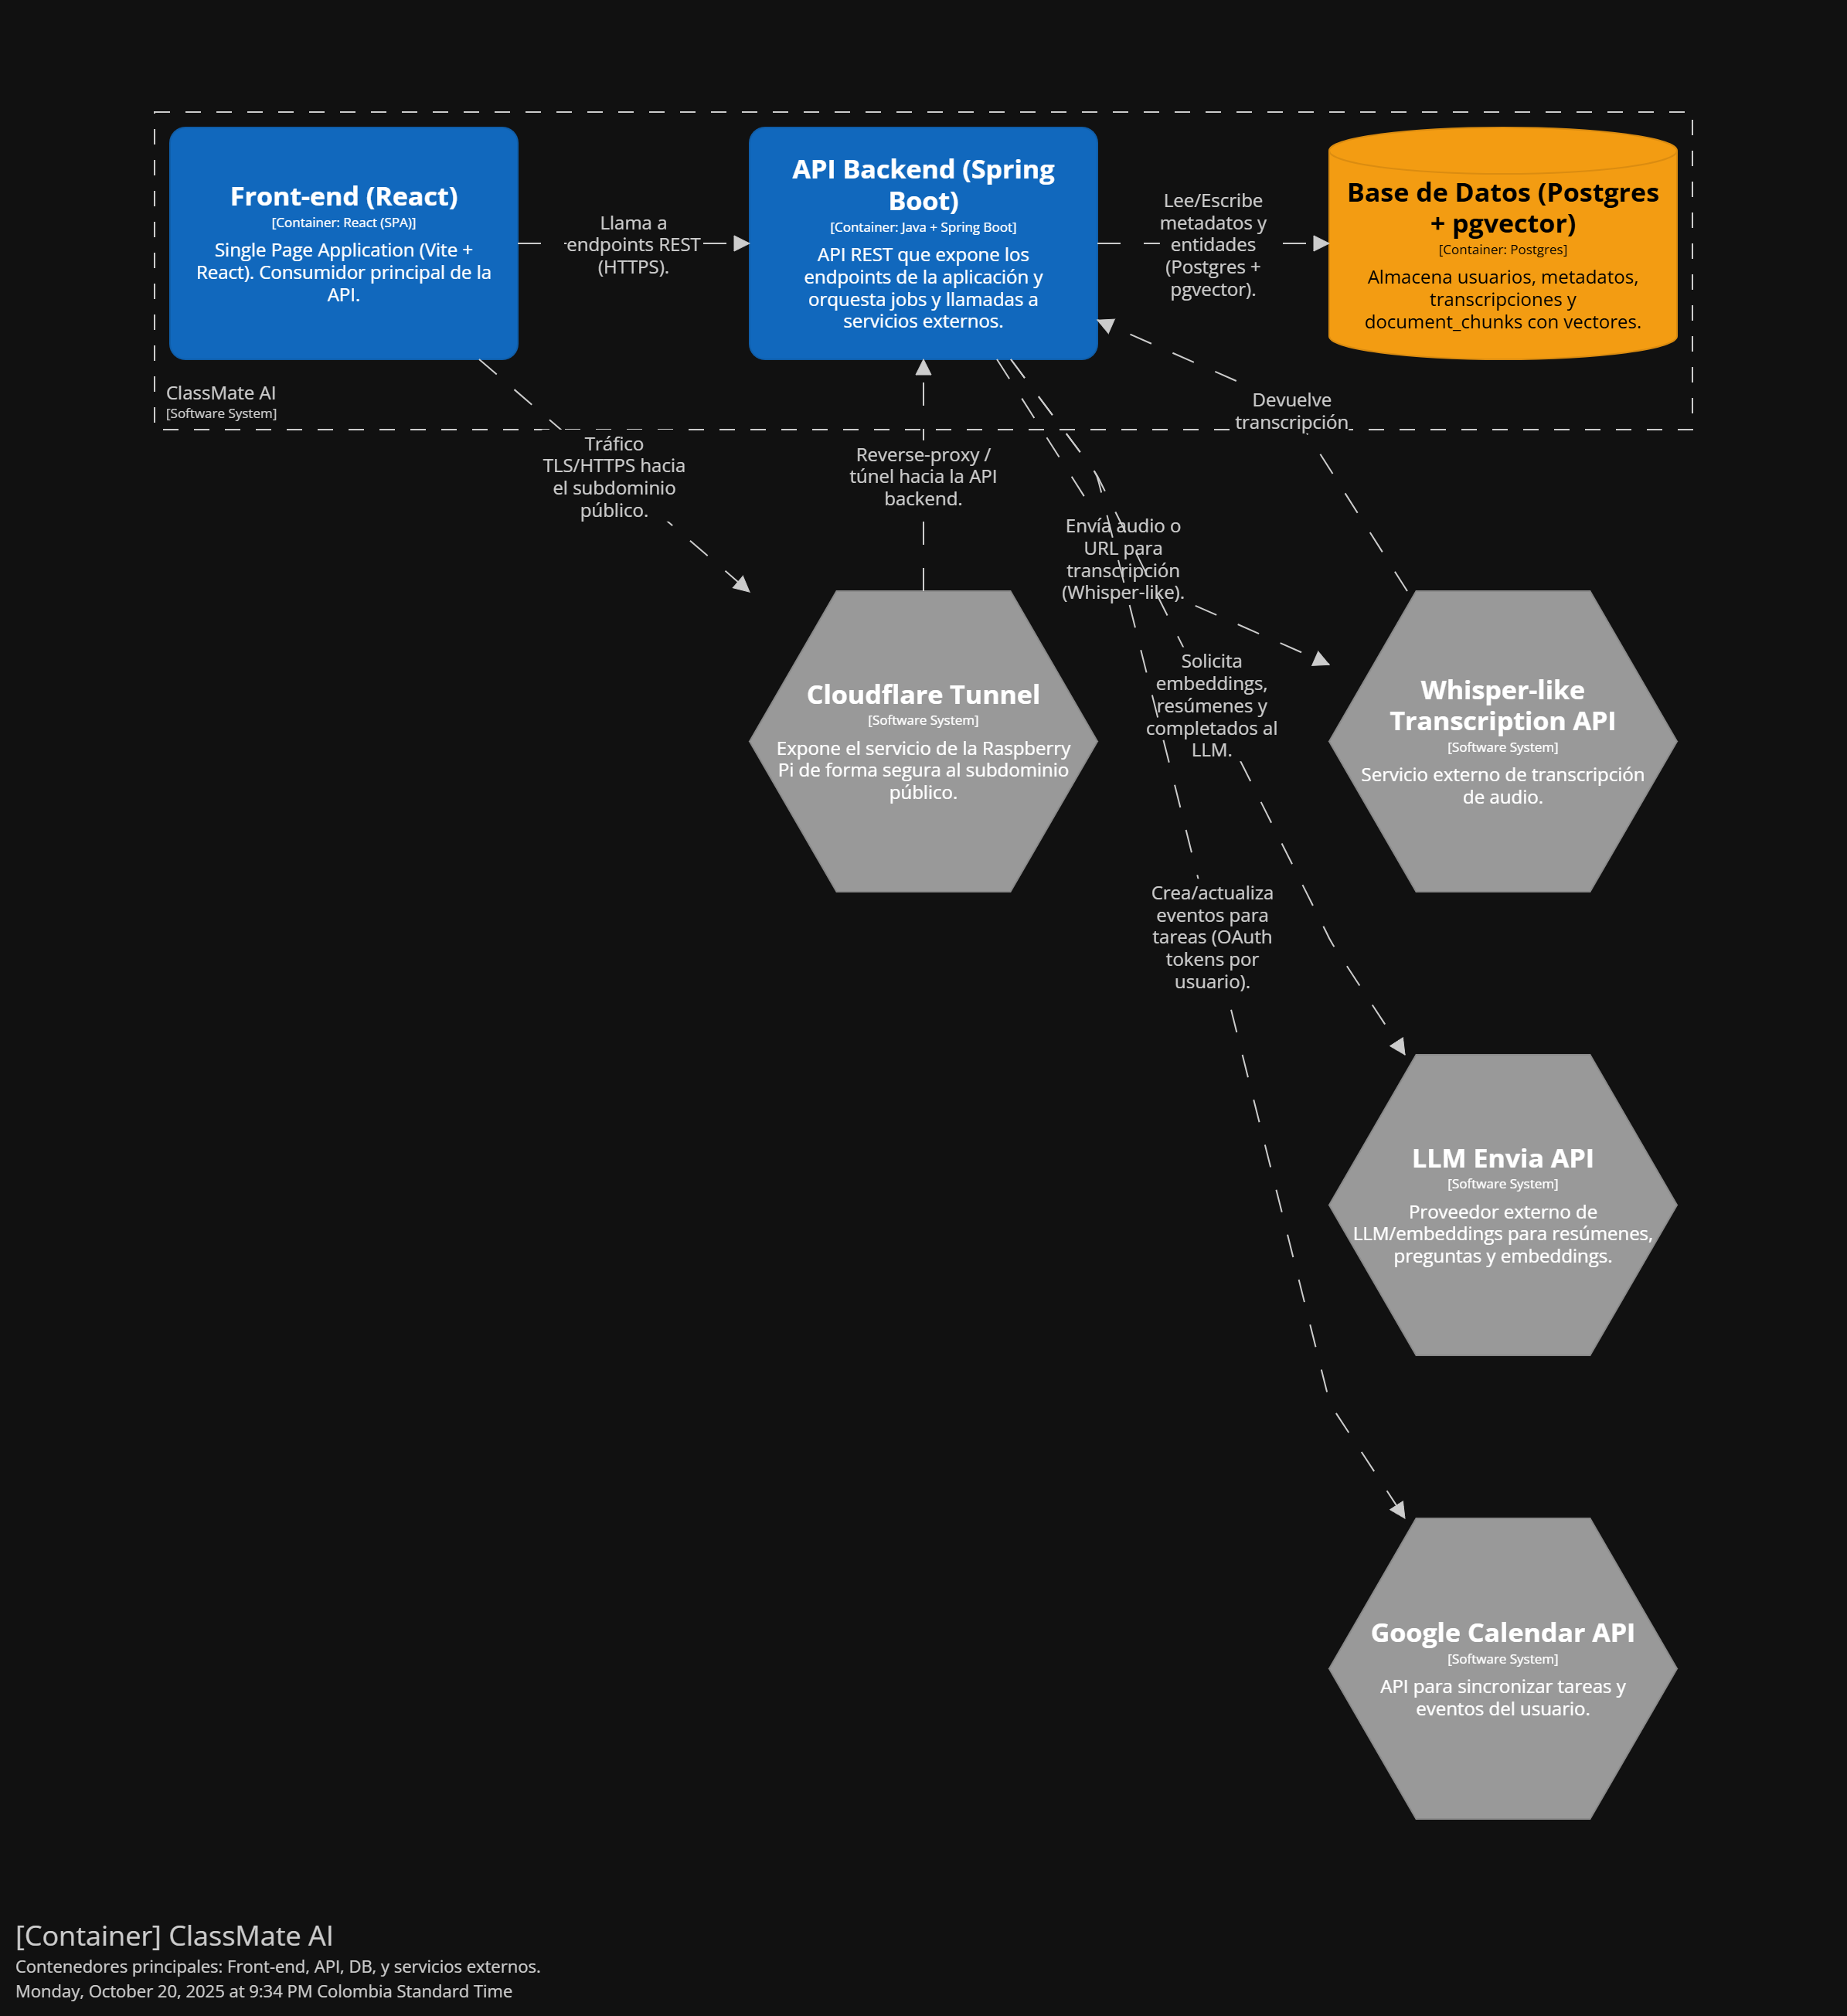 Front-end (React)
[Container: React (SPA)]
Single Page Application (Vite +
React). Consumidor principal de la
API.
Llama a
endpoints REST
(HTTPS).
API Backend (Spring
Boot)
[Container: Java + Spring Boot]
API REST que expone los
endpoints de la aplicación y
orquesta jobs y llamadas a
servicios externos.
Lee/Escribe
metadatos y
entidades
(Postgres +
pgvector).
Base de Datos (Postgres
+ pgvector)
[Container: Postgres]
Almacena usuarios, metadatos,
transcripciones y
document_chunks con vectores.
ClassMate AI
[Software System]
Devuelve
transcripción
Tráfico
TLS/HTTPS hacia
el subdominio
público.
Reverse-proxy /
túnel hacia la API
backend.
Envía audio o
URL para
transcripción
(Whisper-like).
Cloudflare Tunnel
[Software System]
Expone el servicio de la Raspberry
Pi de forma segura al subdominio
público.
Solicita
embeddings,
resúmenes y
completados al
LLM.
Whisper-like
Transcription API
[Software System]
Servicio externo de transcripción
de audio.
Crea/actualiza
eventos para
tareas (OAuth
tokens por
usuario).
LLM Envia API
[Software System]
Proveedor externo de
LLM/embeddings para resúmenes,
preguntas y embeddings.
Google Calendar API
[Software System]
API para sincronizar tareas y
eventos del usuario.
[Container] ClassMate AI
Contenedores principales: Front-end, API, DB, y servicios externos.
Monday, October 20, 2025 at 9:34 PM Colombia Standard Time